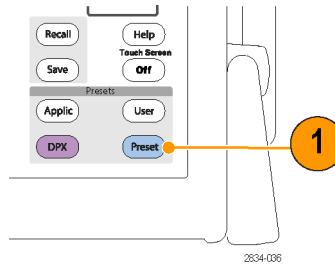 Recall Help
Touch Screen
Save Off
Presets
Applic User
DPX Preset
1
2834-036